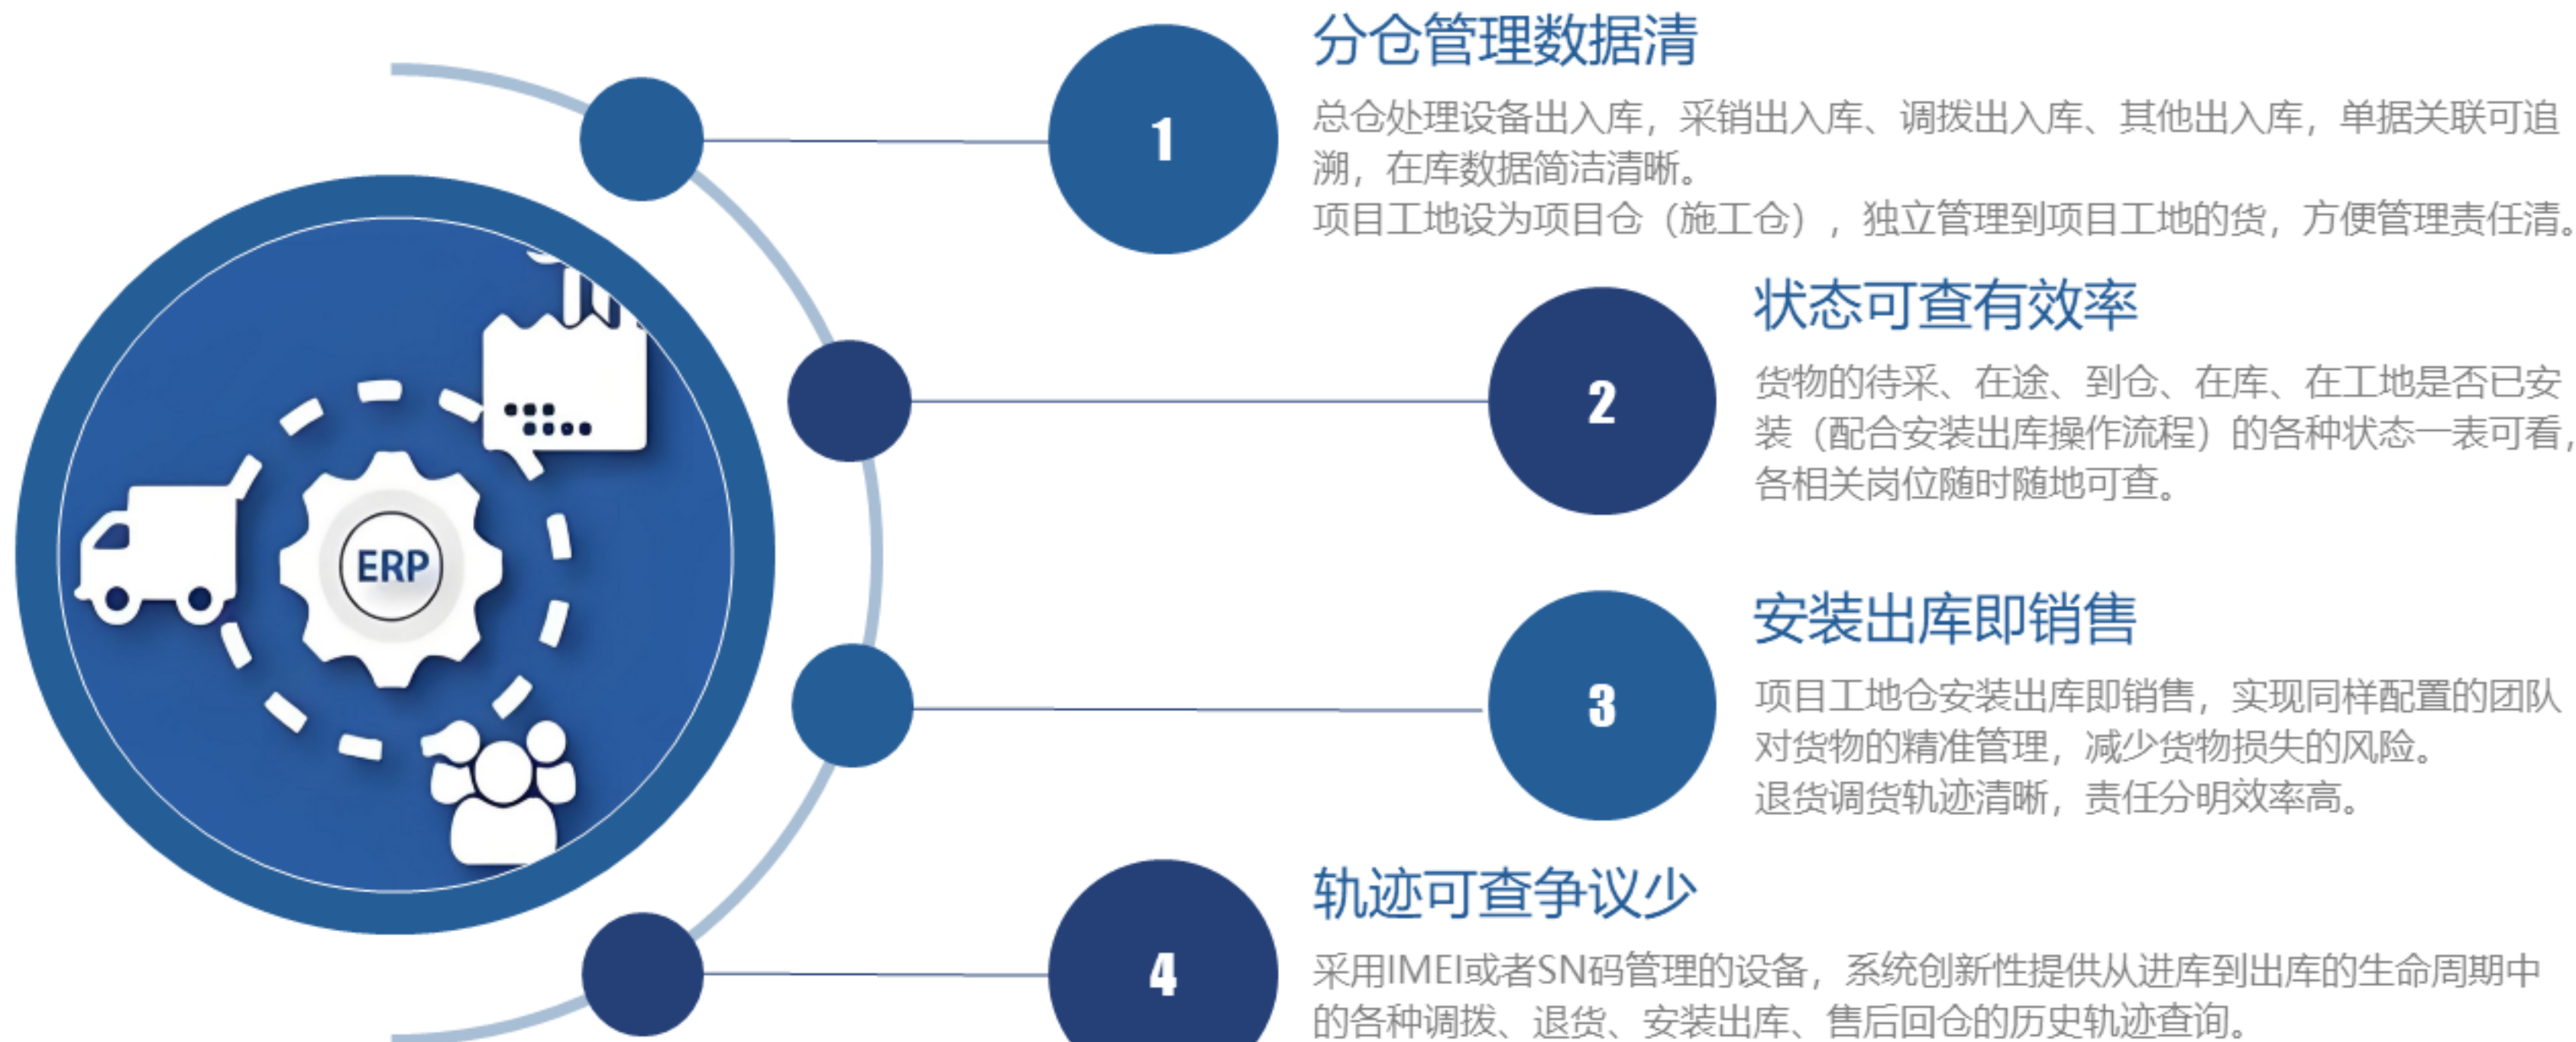 ERP
1
分仓管理数据清
总仓处理设备出入库，采销出入库、调拨出入库、其他出入库，单据关联可追
溯，在库数据简洁清晰。
项目工地设为项目仓（施工仓），独立管理到项目工地的货，方便管理责任清。
2
状态可查有效率
货物的待采、在途、到仓、在库、在工地是否已安
装（配合安装出库操作流程）的各种状态一表可看，
各相关岗位随时随地可查。
3
安装出库即销售
项目工地仓安装出库即销售，实现同样配置的团队
对货物的精准管理，减少货物损失的风险。
退货调货轨迹清晰，责任分明效率高。
4
轨迹可查争议少
采用IMEI或者SN码管理的设备，系统创新性提供从进库到出库的生命周期中
的各种调拨、退货、安装出库、售后回仓的历史轨迹查询。